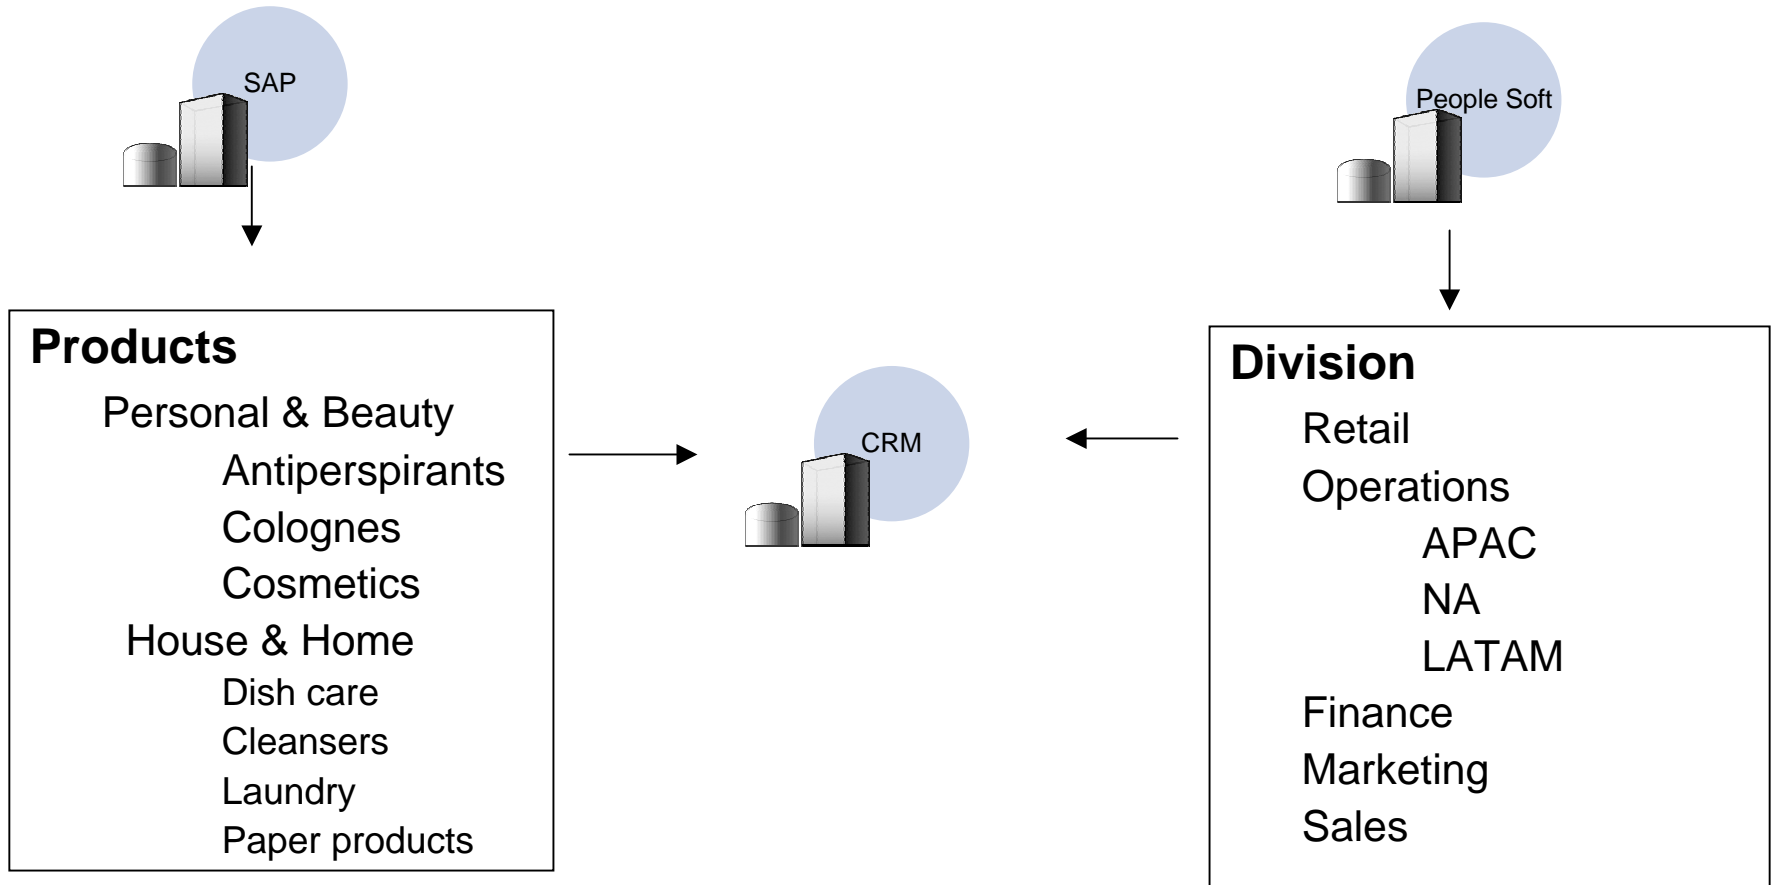 SAP
People Soft
Products
Personal & Beauty
Antiperspirants
Colognes
Cosmetics
House & Home
Dish care
Cleansers
Laundry
Paper products
CRM
Division
Retail
Operations
APAC
NA
LATAM
Finance
Marketing
Sales